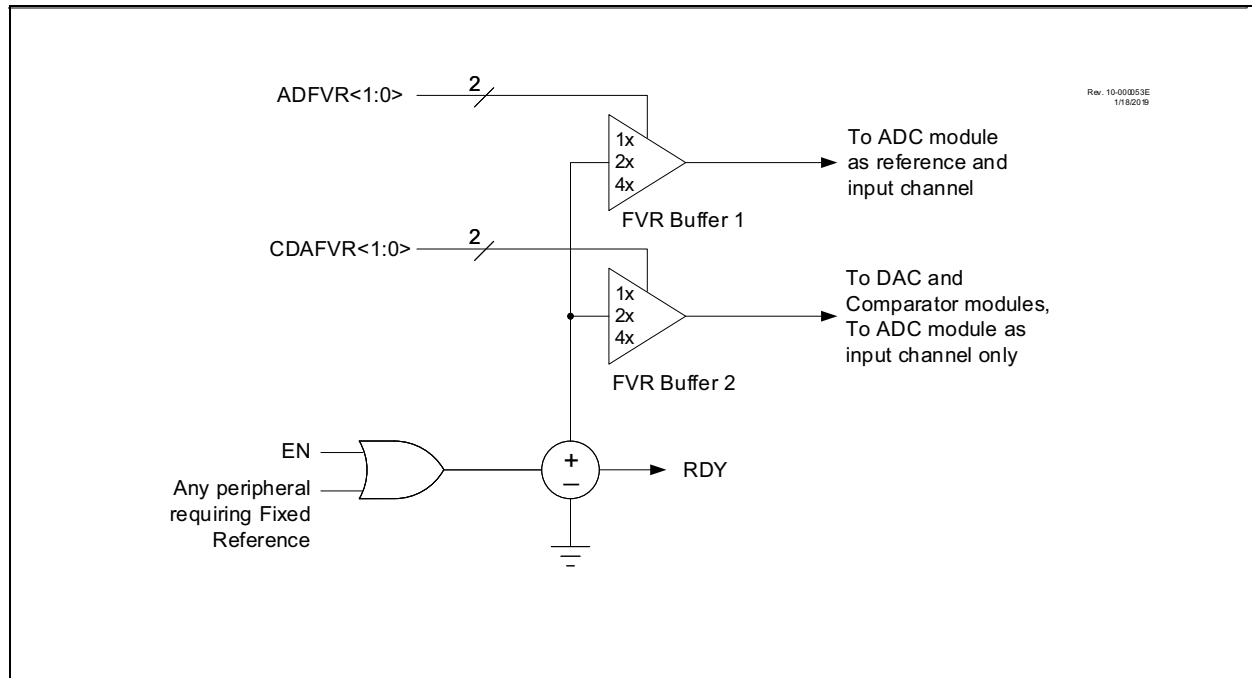 ADFVR<1:0>
2
Rev. 10-000053E
1/18/2019
1x
2x
4x
FVR Buffer 1
To ADC module
as reference and
input channel
CDAFVR<1:0>
2
1x
2x
4x
FVR Buffer 2
To DAC and
Comparator modules,
To ADC module as
input channel only
EN
Any peripheral
requiring Fixed
Reference
+
−
RDY